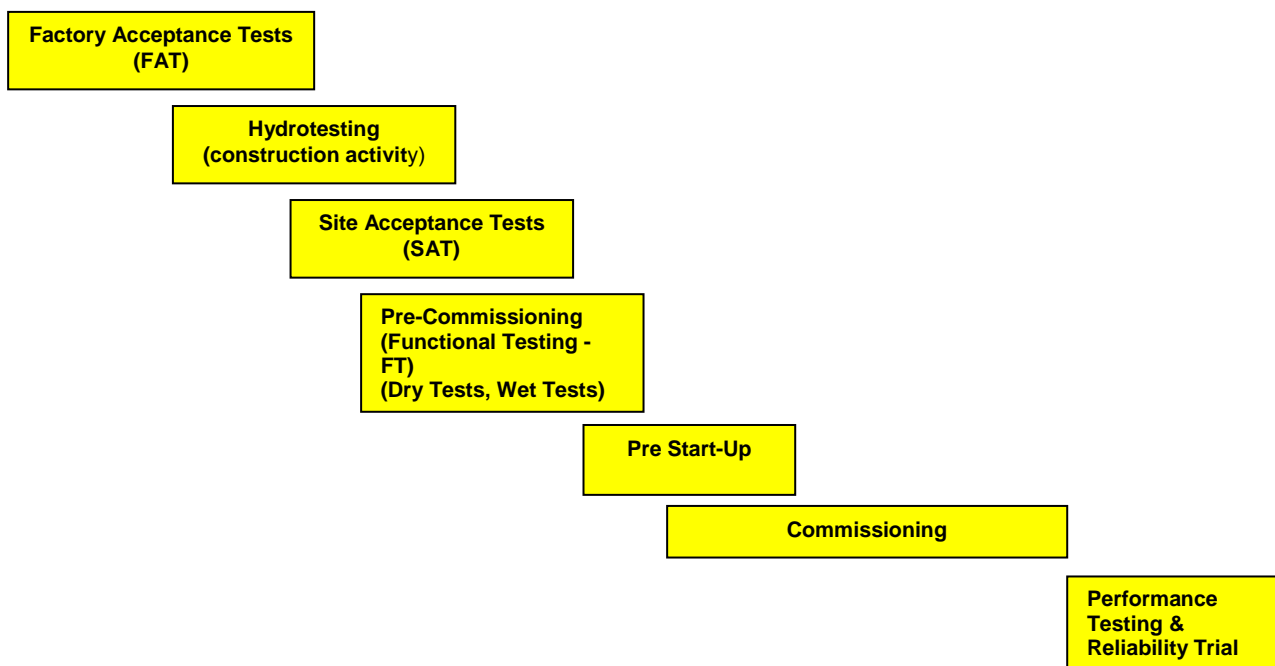 Factory Acceptance Tests
(FAT)
Hydrotesting
(construction activity)
Site Acceptance Tests
(SAT)
Pre-Commissioning
(Functional Testing -
FT)
(Dry Tests, Wet Tests)
Pre Start-Up
Commissioning
Performance
Testing &
Reliability Trial